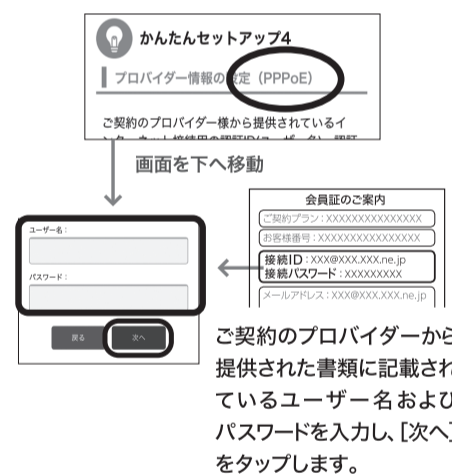 かんたんセットアップ4
プロバイダー情報の設定（PPPoE）
ご契約のプロバイダー様から提供されているイ
画面を下へ移動
会員証のご案内
ご契約プラン：XXXXXXXXXXXXXXX
お客様番号：XXXXXXXXXXXXXXX
接続ID：XXX@XXX.XXX.ne.jp
接続パスワード：XXXXXXXXX
メールアドレス：XXX@XXX.XXX.ne.jp
ユーザー名：
パスワード：
戻る
次へ
ご契約のプロバイダーから
提供された書類に記載され
ているユーザー名および
パスワードを入力し、［次へ］
をタップします。